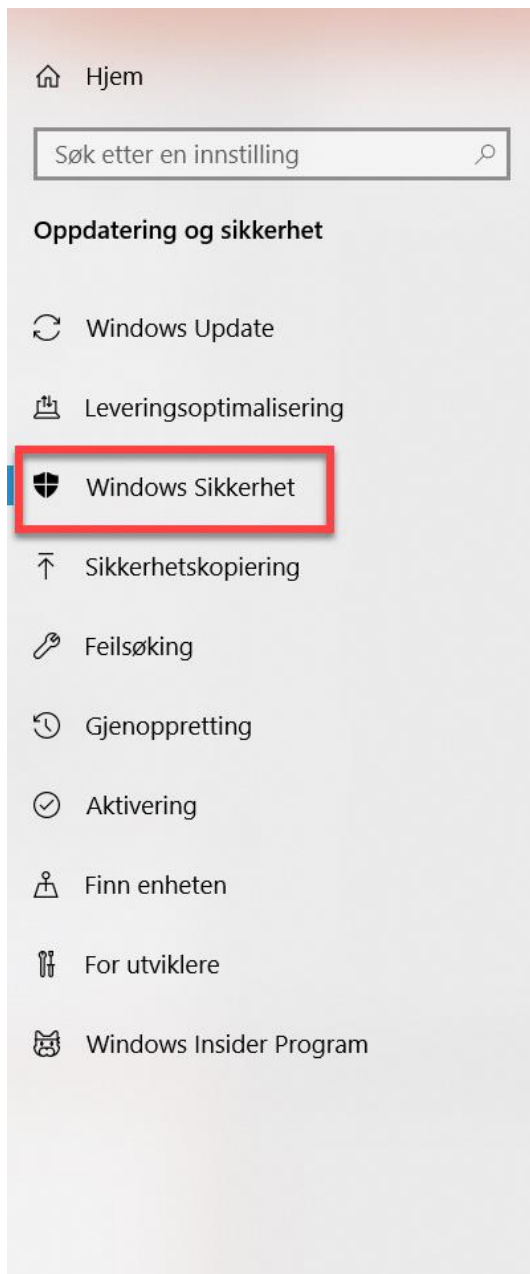 Hjem
Søk etter en innstilling
Oppdatering og sikkerhet
Windows Update
Leveringsoptimalisering
Windows Sikkerhet
Sikkerhetskopiering
Feilsøking
Gjenoppretting
Aktivering
Finn enheten
For utviklere
Windows Insider Program